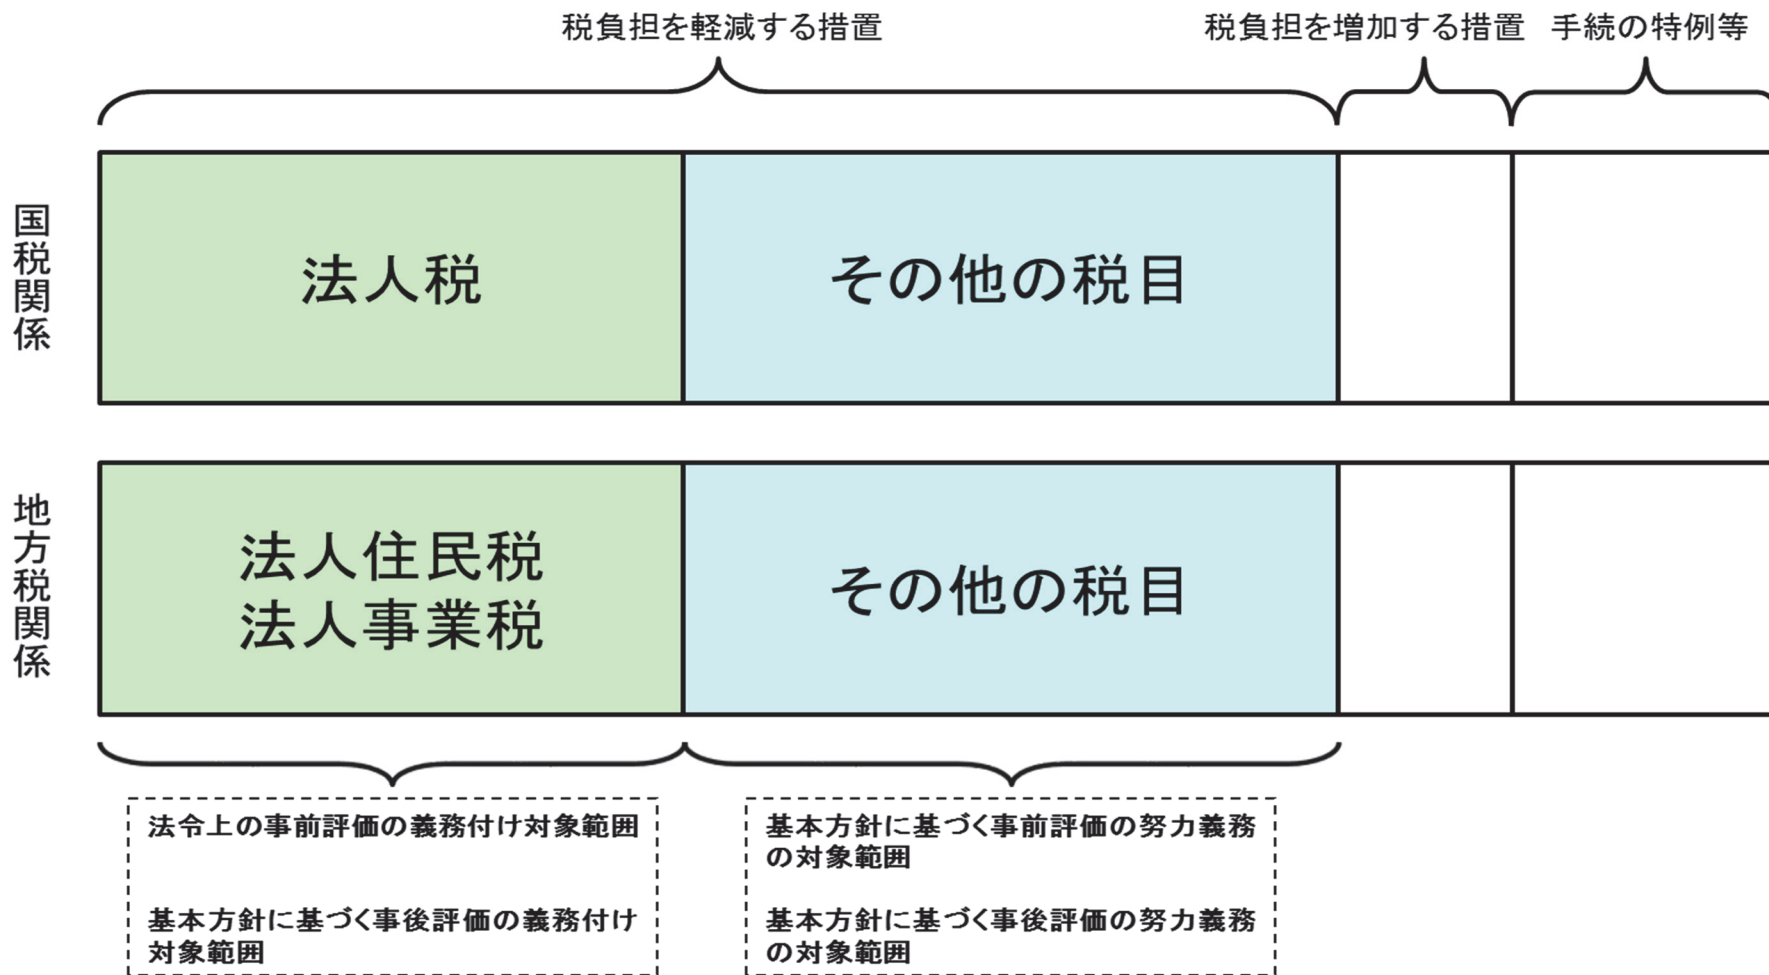 税負担を軽減する措置
税負担を増加する措置
手続の特例等
国税関係
法人税
その他の税目
地方税関係
法人住民税
法人事業税
その他の税目
法令上の事前評価の義務付け対象範囲
基本方針に基づく事後評価の義務付け
対象範囲
基本方針に基づく事前評価の努力義務
の対象範囲
基本方針に基づく事後評価の努力義務
の対象範囲